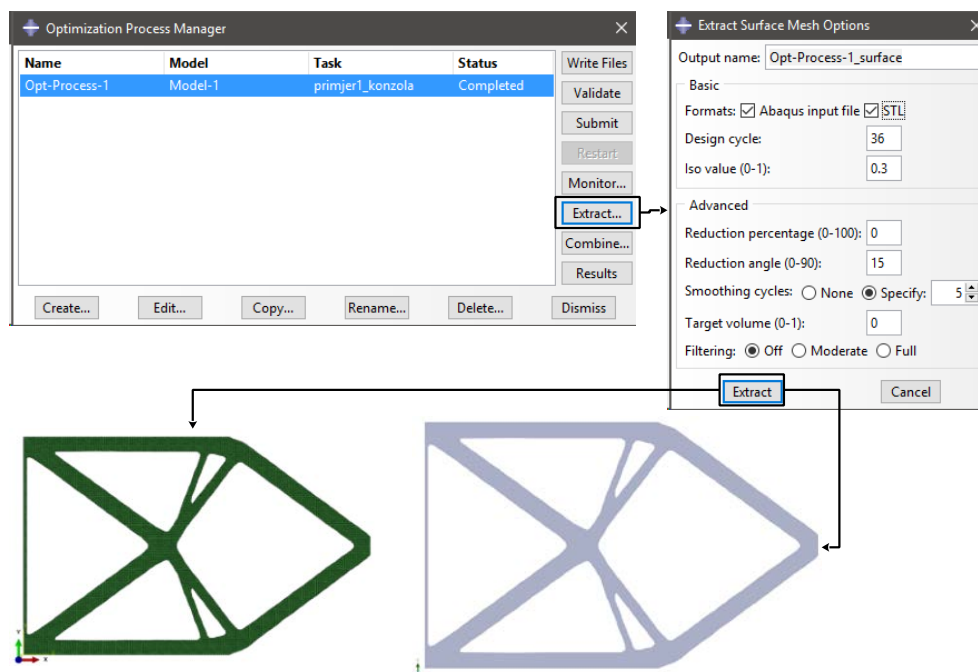 Optimization Process Manager
Name Model Task Status
Opt-Process-1 Model-1 primjer1_konzola Completed
Write Files
Validate
Submit
Restart
Monitor...
Extract...
Combine...
Results
Create... Edit... Copy... Rename... Delete... Dismiss
Extract Surface Mesh Options
Output name: Opt-Process-1_surface
Basic
Formats: Abaqus input file STL
Design cycle: 36
Iso value (0-1): 0.3
Advanced
Reduction percentage (0-100): 0
Reduction angle (0-90): 15
Smoothing cycles: None Specify: 5
Target volume (0-1): 0
Filtering: Off Moderate Full
Extract Cancel
Y
X